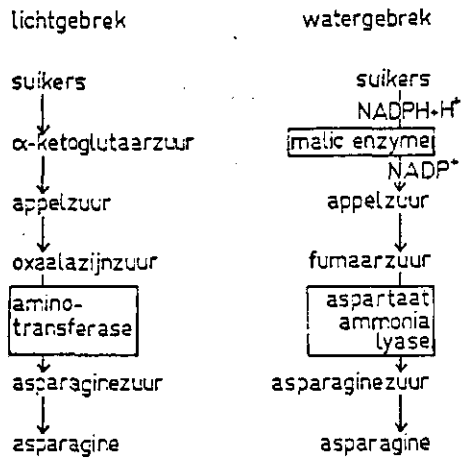 lichtgebrek
suikers
α-ketoglutaarzuur
appelzuur
oxaalazijnzuur
amino-
transferase
asparaginezuur
asparagine
watergebrek
suikers
NADPH+H⁺
malic enzyme
NADP⁺
appelzuur
fumaarzuur
aspartaat
ammonia
lyase
asparaginezuur
asparagine